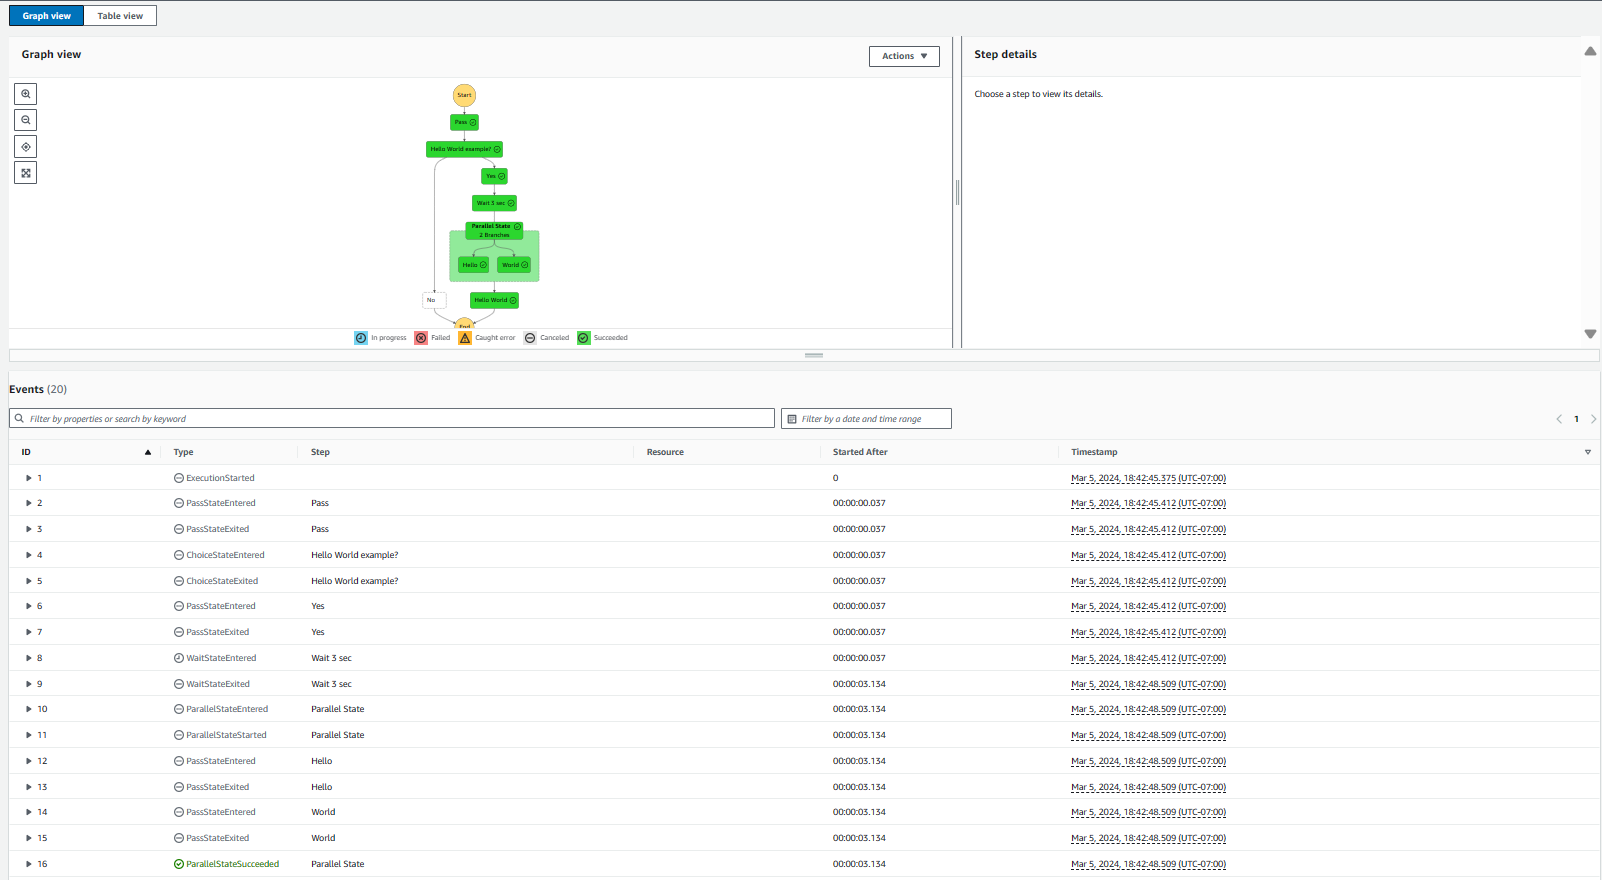 Graph view Table view
Graph view
Actions
Step details
Choose a step to view its details.
Start
Pass
Hello World example?
Yes
Wait 3 sec
Parallel State
2 Branches
Hello World
No Hello World
End
In progress Failed Caught error Canceled Succeeded
Events (20)
Filter by properties or search by keyword Filter by a date and time range 1
ID Type Step Resource Started After Timestamp
1 ExecutionStarted 0 Mar 5, 2024, 18:42:45.375 (UTC-07:00)
2 PassStateEntered Pass 00:00:00.037 Mar 5, 2024, 18:42:45.412 (UTC-07:00)
3 PassStateExited Pass 00:00:00.037 Mar 5, 2024, 18:42:45.412 (UTC-07:00)
4 ChoiceStateEntered Hello World example? 00:00:00.037 Mar 5, 2024, 18:42:45.412 (UTC-07:00)
5 ChoiceStateExited Hello World example? 00:00:00.037 Mar 5, 2024, 18:42:45.412 (UTC-07:00)
6 PassStateEntered Yes 00:00:00.037 Mar 5, 2024, 18:42:45.412 (UTC-07:00)
7 PassStateExited Yes 00:00:00.037 Mar 5, 2024, 18:42:45.412 (UTC-07:00)
8 WaitStateEntered Wait 3 sec 00:00:00.037 Mar 5, 2024, 18:42:45.412 (UTC-07:00)
9 WaitStateExited Wait 3 sec 00:00:03.134 Mar 5, 2024, 18:42:48.509 (UTC-07:00)
10 ParallelStateEntered Parallel State 00:00:03.134 Mar 5, 2024, 18:42:48.509 (UTC-07:00)
11 ParallelStateStarted Parallel State 00:00:03.134 Mar 5, 2024, 18:42:48.509 (UTC-07:00)
12 PassStateEntered Hello 00:00:03.134 Mar 5, 2024, 18:42:48.509 (UTC-07:00)
13 PassStateExited Hello 00:00:03.134 Mar 5, 2024, 18:42:48.509 (UTC-07:00)
14 PassStateEntered World 00:00:03.134 Mar 5, 2024, 18:42:48.509 (UTC-07:00)
15 PassStateExited World 00:00:03.134 Mar 5, 2024, 18:42:48.509 (UTC-07:00)
16 ParallelStateSucceeded Parallel State 00:00:03.134 Mar 5, 2024, 18:42:48.509 (UTC-07:00)